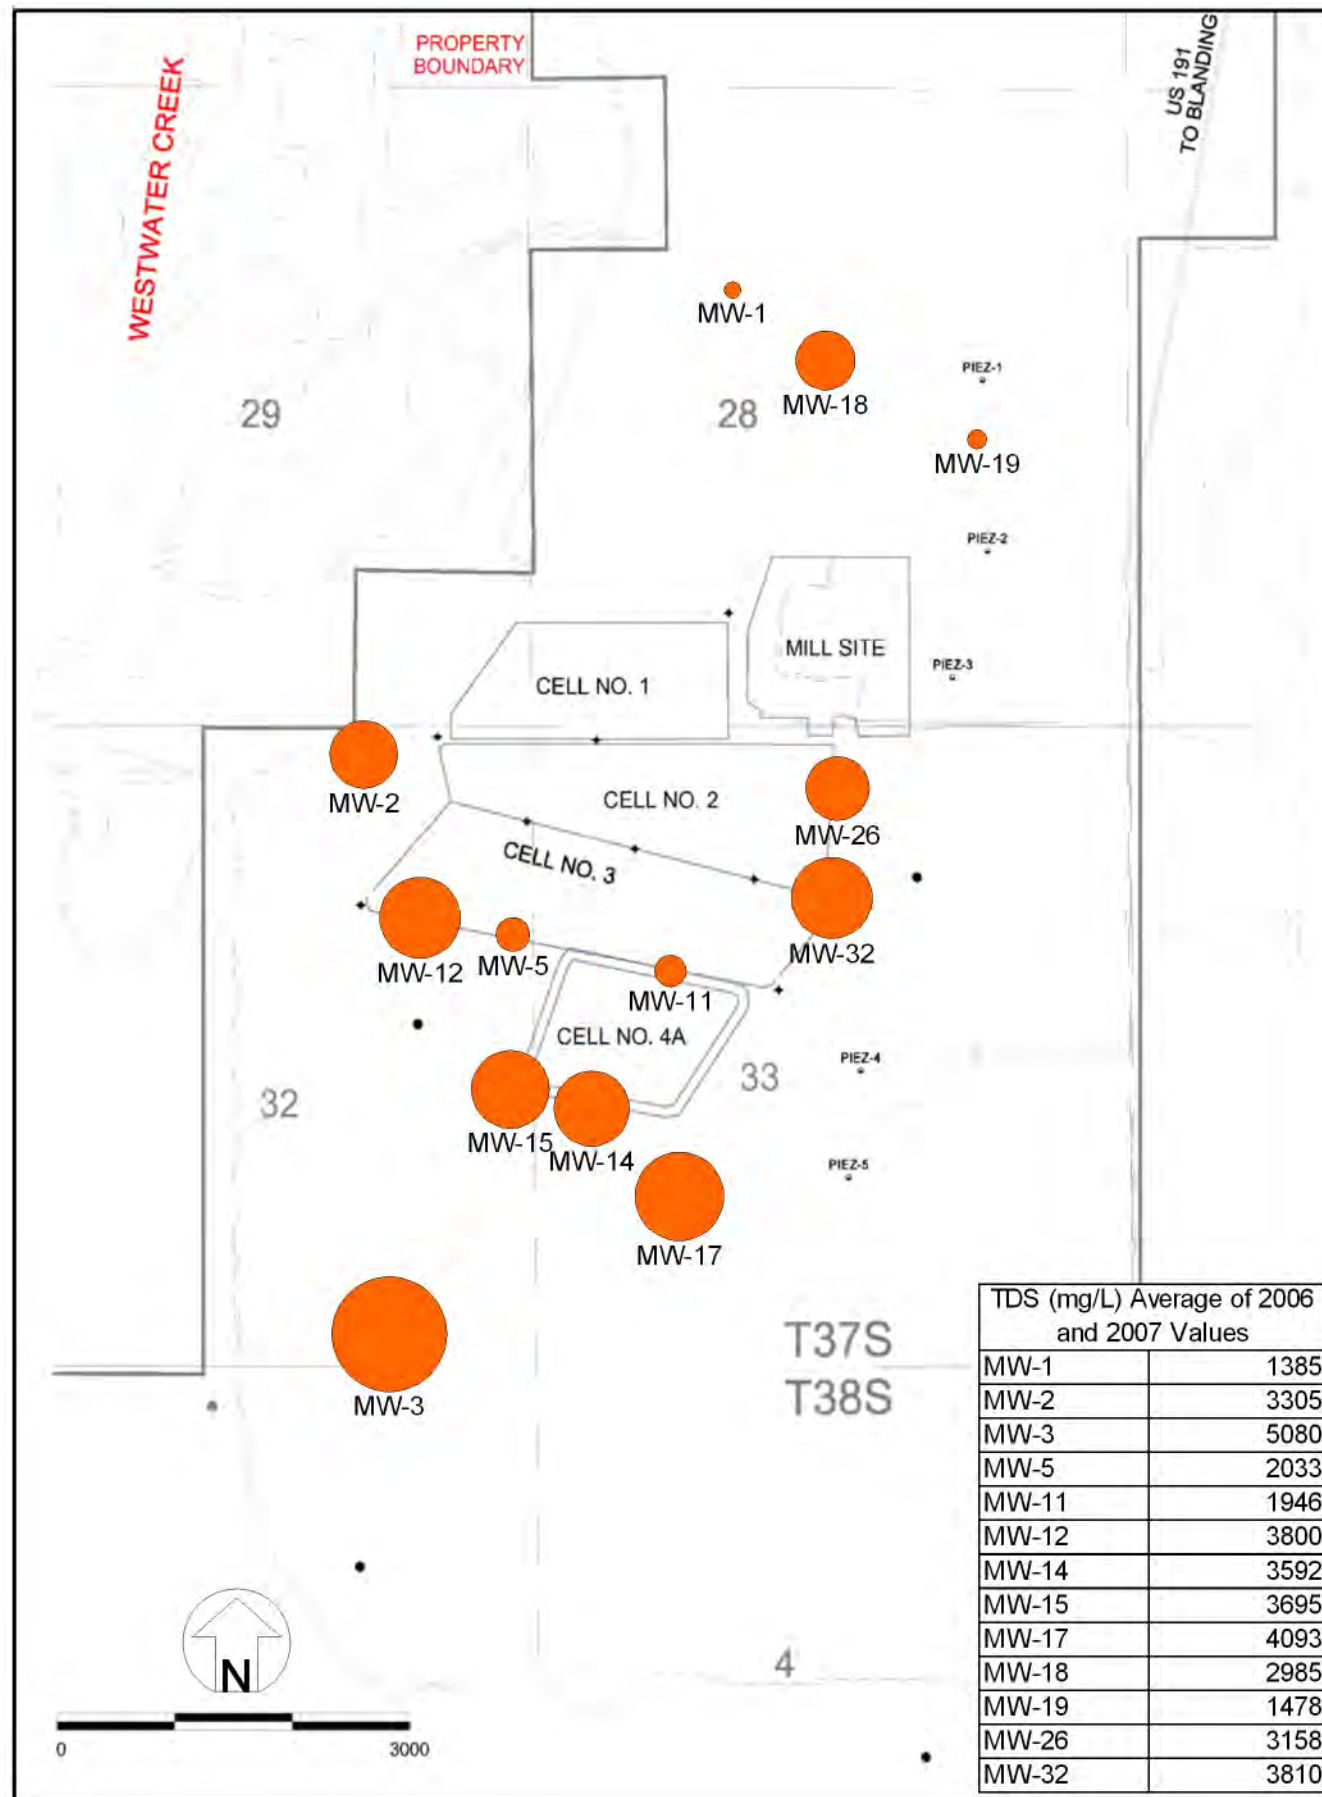 PROPERTY
BOUNDARY
WESTWATER CREEK
US 191
TO BLANDING
MW-1
MW-18
PIEZ-1
29
28
MW-19
PIEZ-2
MILL SITE
PIEZ-3
CELL NO. 1
MW-2
CELL NO. 2
MW-26
CELL NO. 3
MW-12
MW-5
MW-11
MW-32
CELL NO. 4A
PIEZ-4
33
32
MW-15
MW-14
PIEZ-5
MW-17
MW-3
T37S
T38S
4
N
0 3000
TDS (mg/L) Average of 2006
and 2007 Values
MW-1 1385
MW-2 3305
MW-3 5080
MW-5 2033
MW-11 1946
MW-12 3800
MW-14 3592
MW-15 3695
MW-17 4093
MW-18 2985
MW-19 1478
MW-26 3158
MW-32 3810